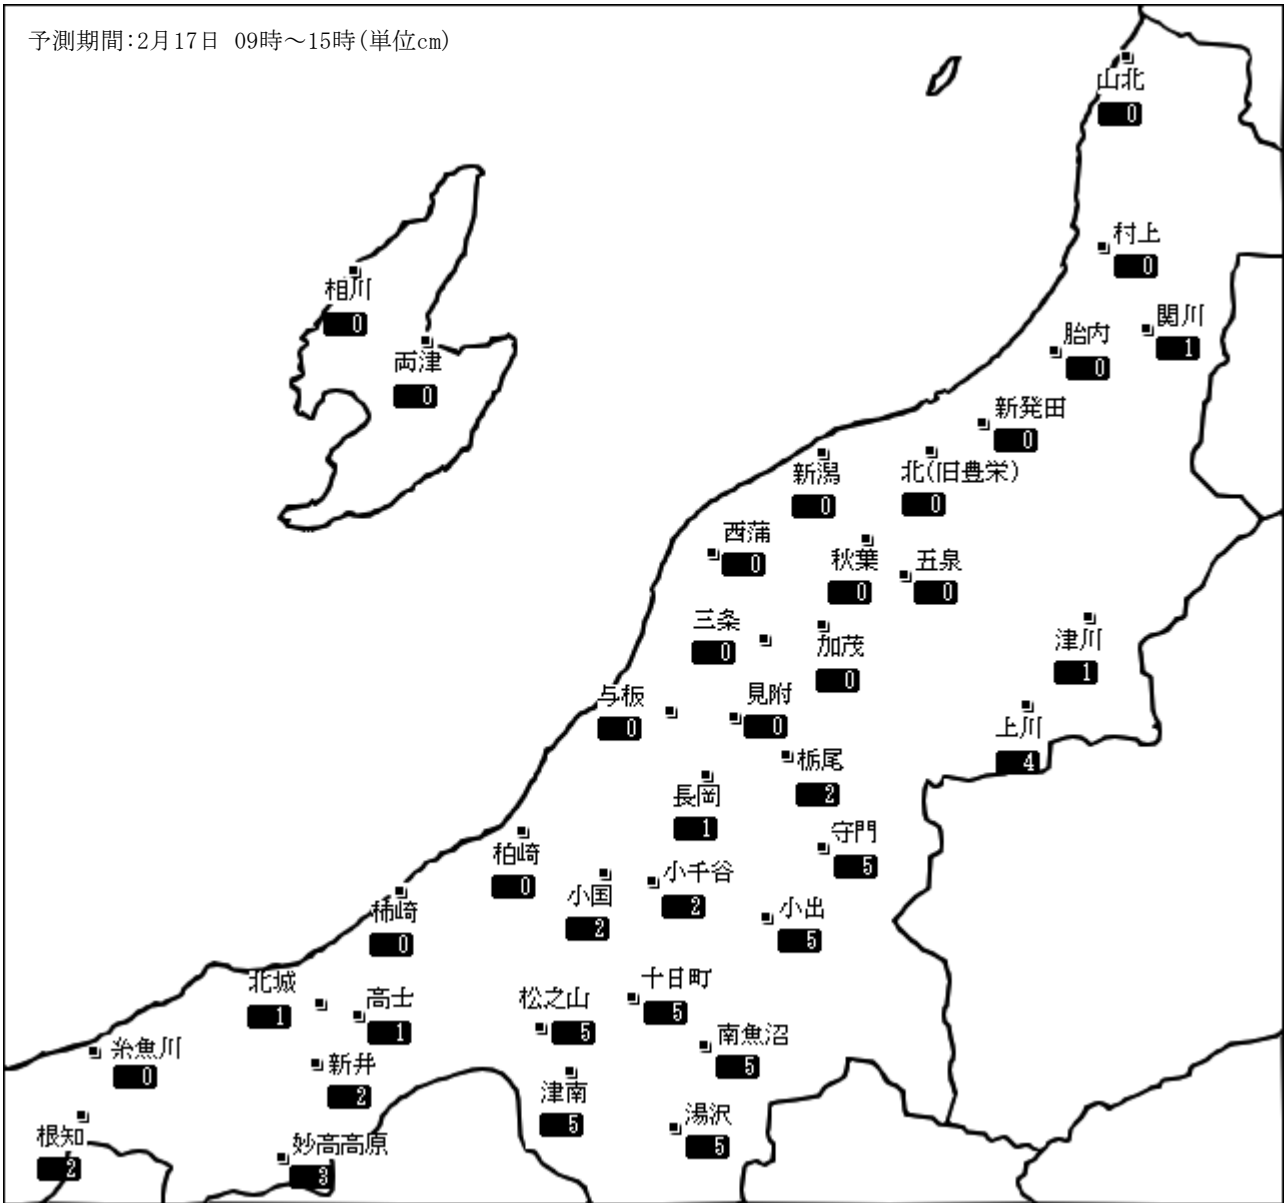 予測期間:2月17日 09時～15時(単位cm)
山北
0
村上
0
相川
0
関川
1
胎内
0
両津
0
新発田
0
新潟
0
北(旧豊栄)
0
西蒲
0
秋葉
0
五泉
0
三条
0
加茂
0
津川
1
与板
0
見附
0
上川
4
栃尾
2
長岡
1
守門
5
柏崎
0
小国
2
小千谷
2
小出
5
柿崎
0
北城
1
高士
1
松之山
5
十日町
5
南魚沼
5
糸魚川
0
新井
2
津南
5
湯沢
5
根知
2
妙高高原
3